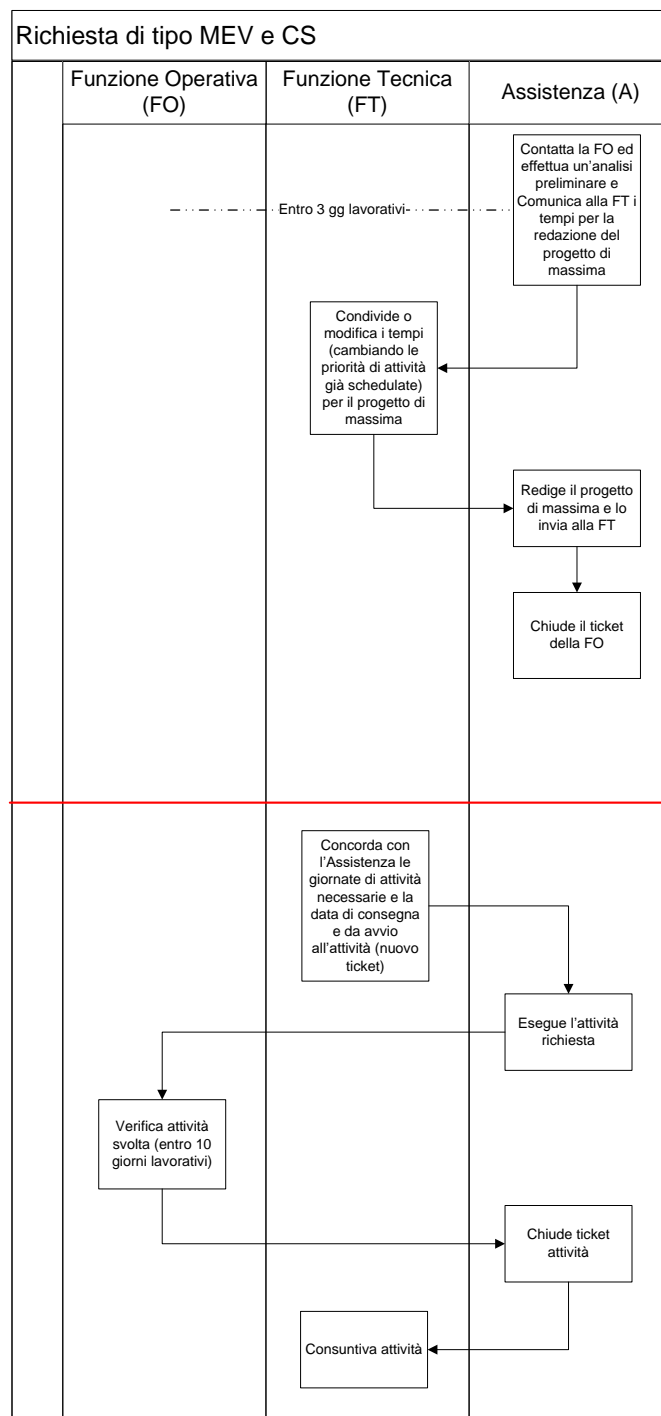 Richiesta di tipo MEV e CS
Funzione Operativa
(FO)
Funzione Tecnica
(FT)
Assistenza (A)
Contatta la FO ed
effettua un’analisi
preliminare e
Comunica alla FT i
tempi per la
redazione del
progetto di
massima
Entro 3 gg lavorativi
Condivide o
modifica i tempi
(cambiando le
priorità di attività
già schedulate)
per il progetto di
massima
Redige il progetto
di massima e lo
invia alla FT
Chiude il ticket
della FO
Concorda con
l’Assistenza le
giornate di attività
necessarie e la
data di consegna
e da avvio
all’attività (nuovo
ticket)
Esegue l’attività
richiesta
Verifica attività
svolta (entro 10
giorni lavorativi)
Chiude ticket
attività
Consuntiva attività